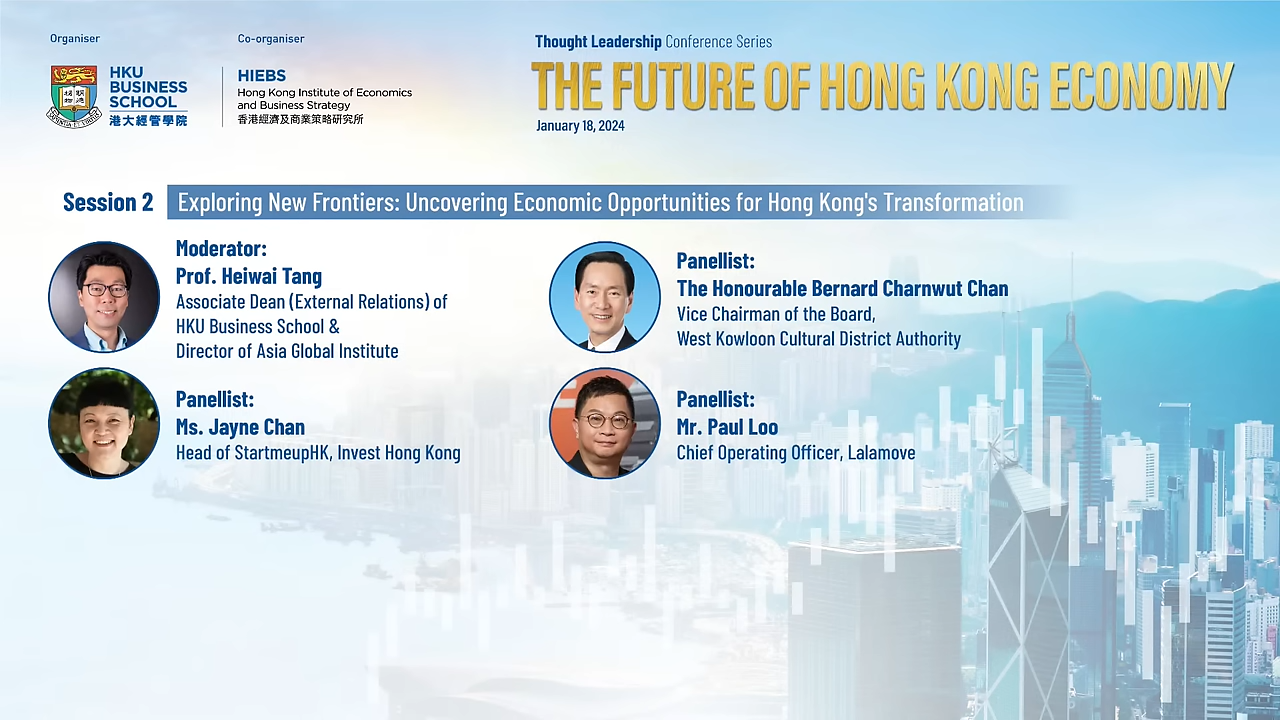 Organiser
HKU
BUSINESS
SCHOOL
港大經管學院
Co-organiser
HIEBS
Hong Kong Institute of Economics
and Business Strategy
香港經濟及商業策略研究所
Thought Leadership Conference Series
THE FUTURE OF HONG KONG ECONOMY
January 18, 2024
Session 2
Exploring New Frontiers: Uncovering Economic Opportunities for Hong Kong's Transformation
Moderator:
Prof. Heiwai Tang
Associate Dean (External Relations) of
HKU Business School &
Director of Asia Global Institute
Panellist:
The Honourable Bernard Charnwut Chan
Vice Chairman of the Board,
West Kowloon Cultural District Authority
Panellist:
Ms. Jayne Chan
Head of StartmeupHK, Invest Hong Kong
Panellist:
Mr. Paul Loo
Chief Operating Officer, Lalamove